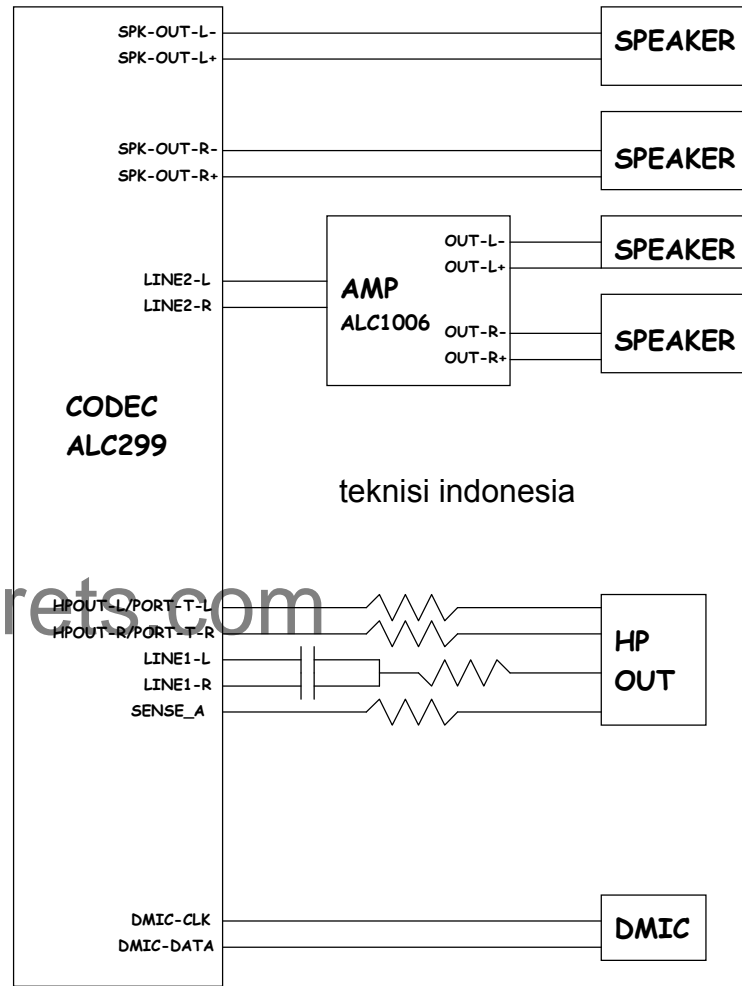 SPK-OUT-L-
SPK-OUT-L+
SPEAKER
SPK-OUT-R-
SPK-OUT-R+
SPEAKER
LINE2-L
LINE2-R
AMP
ALC1006
OUT-L-
OUT-L+
OUT-R-
OUT-R+
SPEAKER
SPEAKER
CODEC
ALC299
teknisi indonesia
rets.com
HPOUT-L/PORT-T-L
HPOUT-R/PORT-T-R
LINE1-L
LINE1-R
SENSE_A
HP
OUT
DMIC-CLK
DMIC-DATA
DMIC